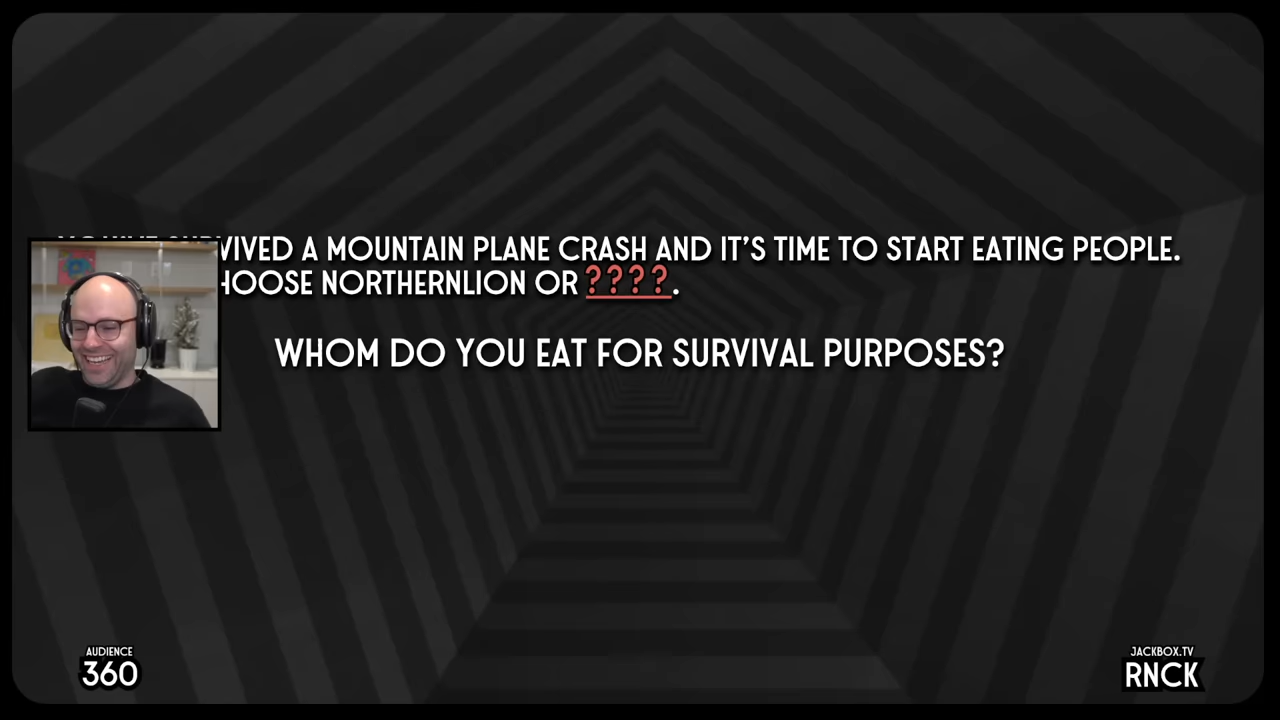 VIVED A MOUNTAIN PLANE CRASH AND IT'S TIME TO START EATING PEOPLE.
HOOSE NORTHERNLION OR ????.
WHOM DO YOU EAT FOR SURVIVAL PURPOSES?
AUDIENCE
360
JACKBOX.TV
RNCK